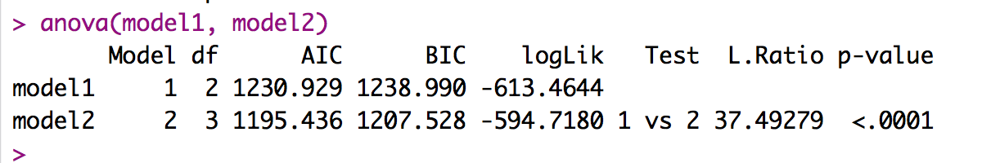 > anova(model1, model2)
       Model df      AIC      BIC    logLik   Test  L.Ratio p-value
model1     1  2 1230.929 1238.990 -613.4644
model2     2  3 1195.436 1207.528 -594.7180 1 vs 2 37.49279  <.0001
>